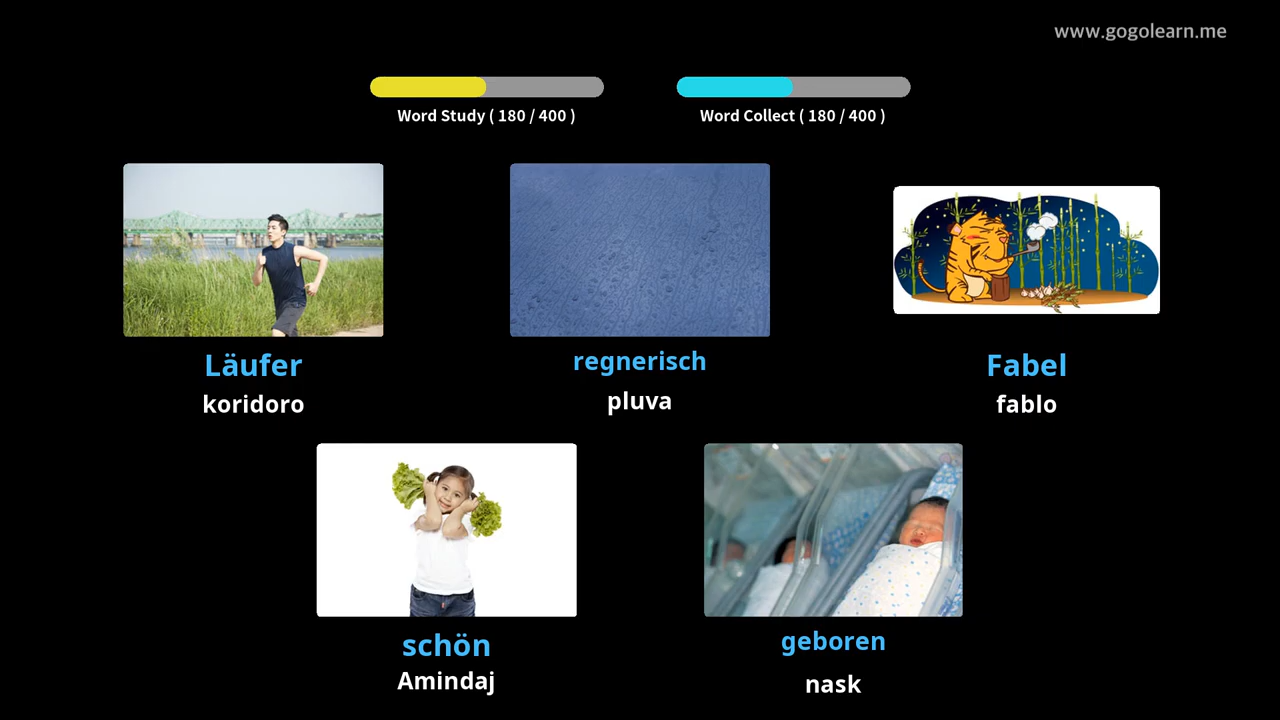 www.gogolearn.me
Word Study ( 180 / 400 )
Word Collect ( 180 / 400 )
Läufer
koridoro
regnerisch
pluva
Fabel
fablo
schön
Amindaj
geboren
nask